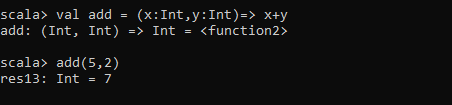 scala> val add = (x:Int,y:Int)=> x+y
add: (Int, Int) => Int = <function2>
scala> add(5,2)
res13: Int = 7